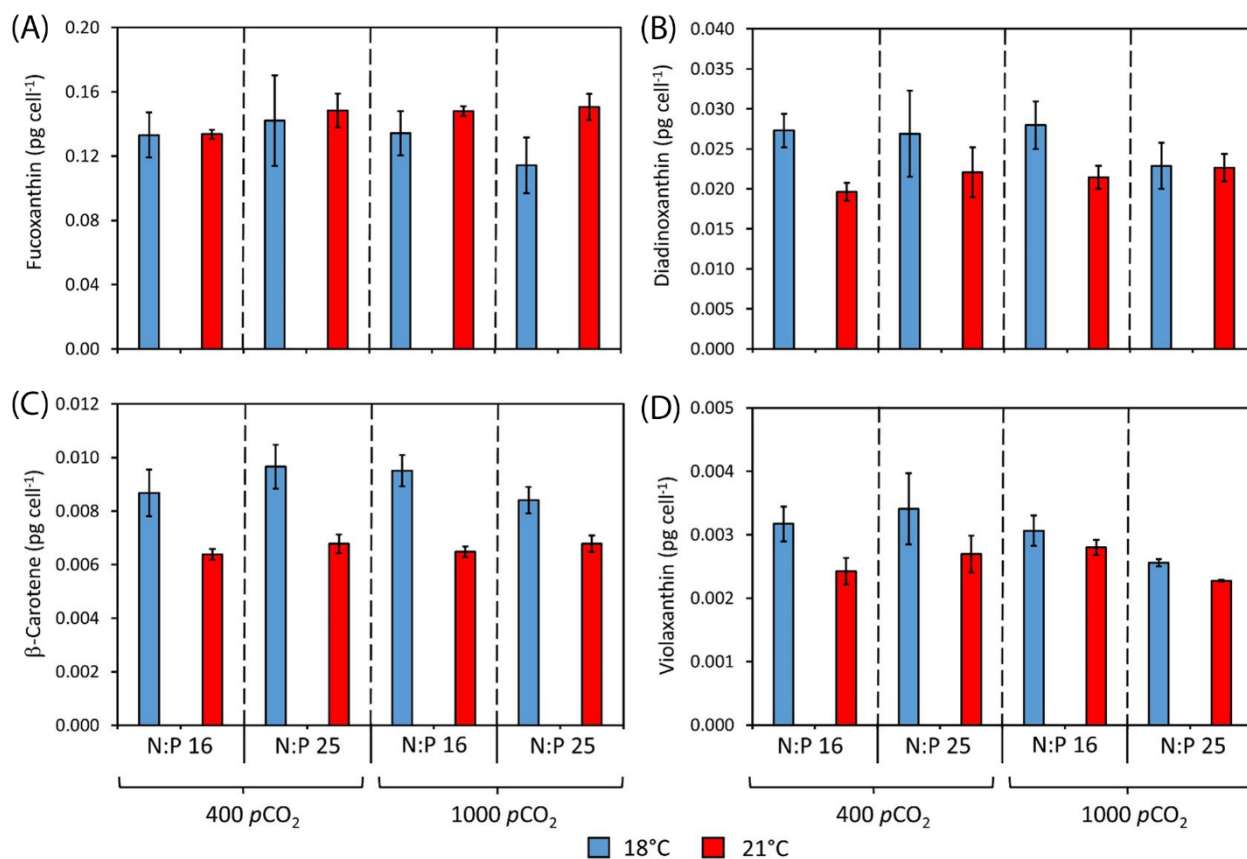 (A)
Fucoxanthin (pg cell-1)
0.20
0.16
0.12
0.08
0.04
0.00
(B)
Diadinoxanthin (pg cell-1)
0.040
0.035
0.030
0.025
0.020
0.015
0.010
0.005
0.000
(C)
β-Carotene (pg cell-1)
0.012
0.010
0.008
0.006
0.004
0.002
0.000
N:P 16 N:P 25 N:P 16 N:P 25
400 pCO2 1000 pCO2
(D)
Violaxanthin (pg cell-1)
0.005
0.004
0.003
0.002
0.001
0.000
N:P 16 N:P 25 N:P 16 N:P 25
400 pCO2 1000 pCO2
18°C 21°C